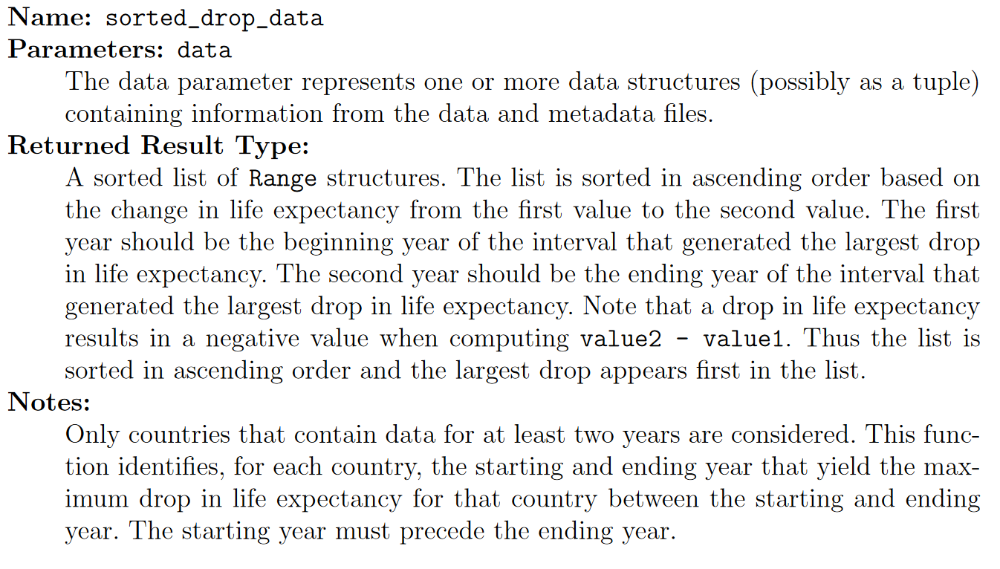 Name: sorted_drop_data
Parameters: data
The data parameter represents one or more data structures (possibly as a tuple)
containing information from the data and metadata files.
Returned Result Type:
A sorted list of Range structures. The list is sorted in ascending order based on
the change in life expectancy from the first value to the second value. The first
year should be the beginning year of the interval that generated the largest drop
in life expectancy. The second year should be the ending year of the interval that
generated the largest drop in life expectancy. Note that a drop in life expectancy
results in a negative value when computing value2 - value1. Thus the list is
sorted in ascending order and the largest drop appears first in the list.
Notes:
Only countries that contain data for at least two years are considered. This func-
tion identifies, for each country, the starting and ending year that yield the max-
imum drop in life expectancy for that country between the starting and ending
year. The starting year must precede the ending year.